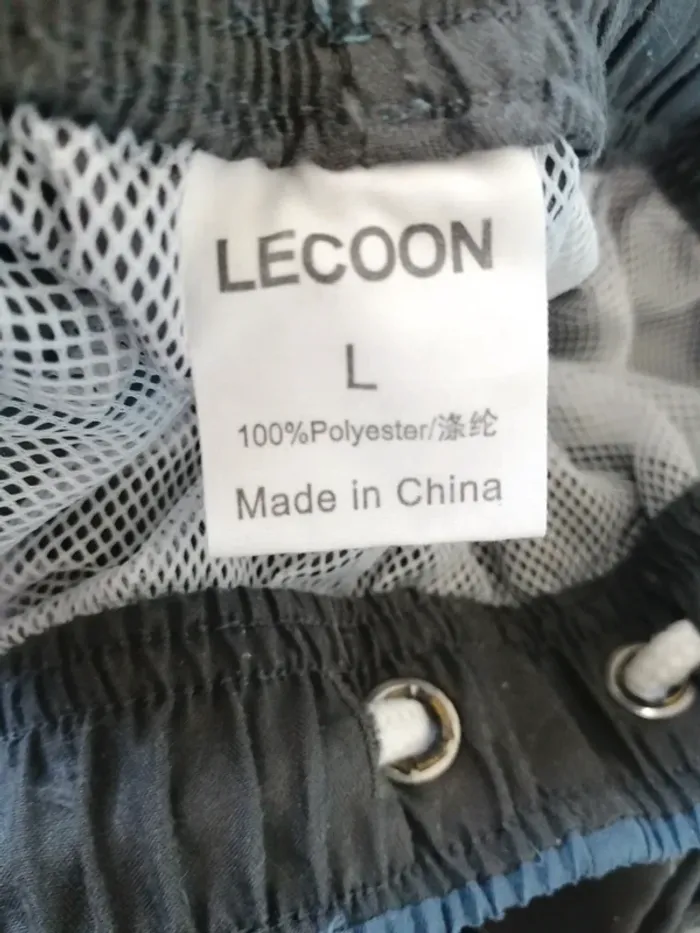 LECOON
L
100%Polyester/涤纶
Made in China